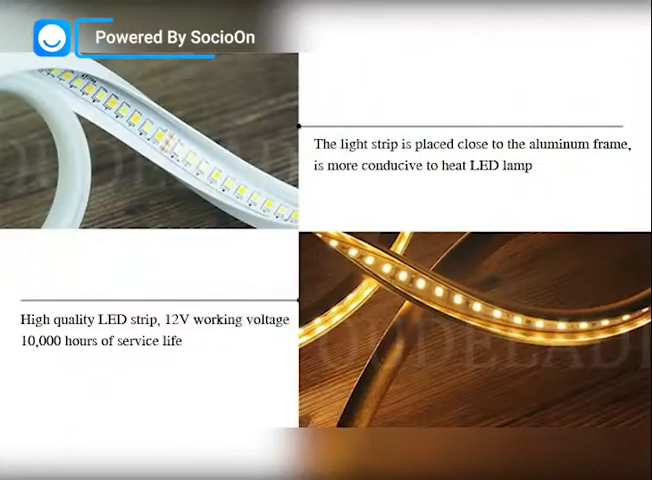 Powered By SocioOn
The light strip is placed close to the aluminum frame,
is more conducive to heat LED lamp
High quality LED strip, 12V working voltage
10,000 hours of service life